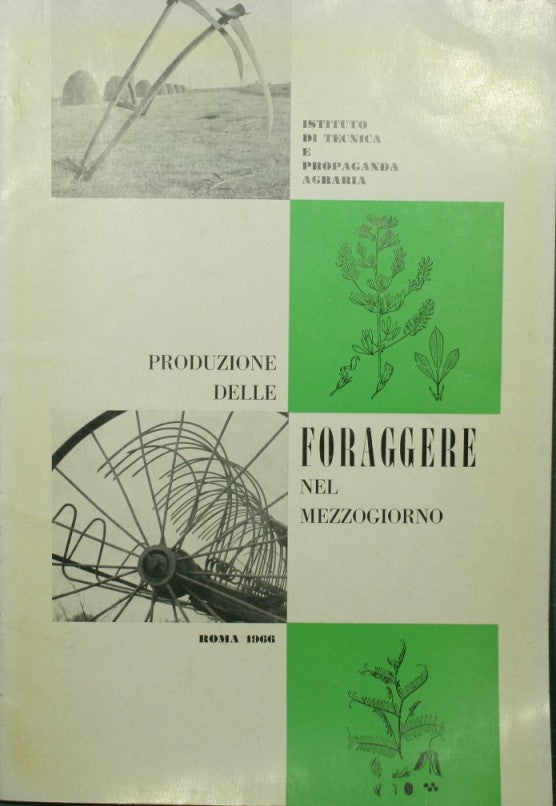 ISTITUTO
DI TECNICA
E
PROPAGANDA
AGRARIA
PRODUZIONE
DELLE
FORAGGERE
NEL
MEZZOGIORNO
ROMA 1966